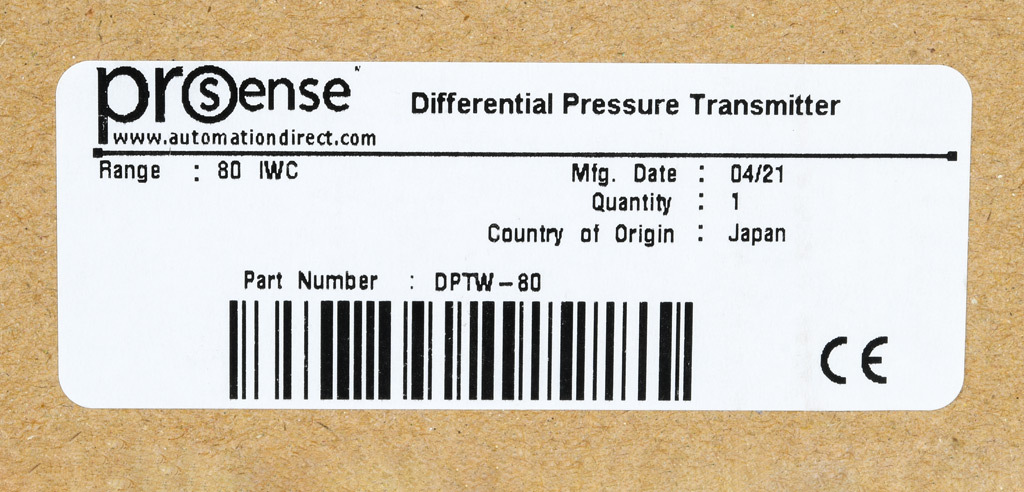 prosense
Differential Pressure Transmitter
www.automationdirect.com
Range : 80 IWC
Mfg. Date : 04/21
Quantity : 1
Country of Origin : Japan
Part Number : DPTW-80
CE